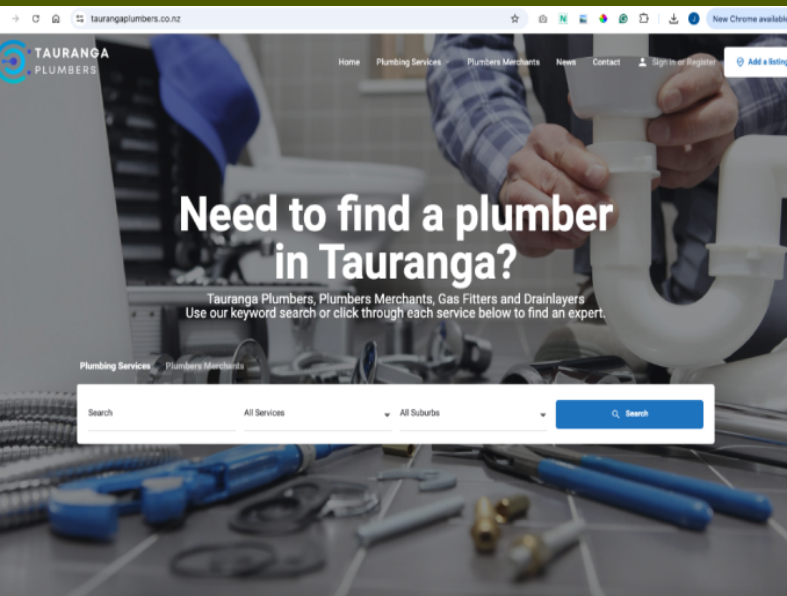 taurangaplumbers.co.nz
New Chrome available
TAURANGA
PLUMBERS
Home Plumbing Services Plumbers Merchants News Contact Sign in or Register Add a listing
Need to find a plumber
in Tauranga?
Tauranga Plumbers, Plumbers Merchants, Gas Fitters and Drainlayers
Use our keyword search or click through each service below to find an expert.
Plumbing Services Plumbers Merchants
Search All Services All Suburbs Search